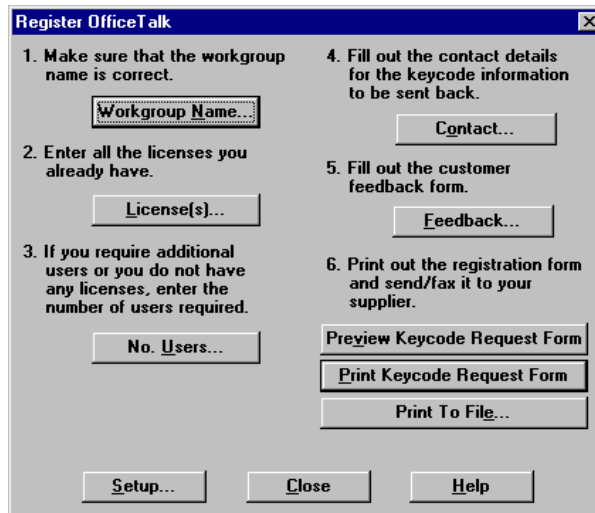 Register OfficeTalk
1. Make sure that the workgroup
name is correct.
Workgroup Name...
2. Enter all the licenses you
already have.
License(s)...
3. If you require additional
users or you do not have
any licenses, enter the
number of users required.
No. Users...
4. Fill out the contact details
for the keycode information
to be sent back.
Contact...
5. Fill out the customer
feedback form.
Feedback...
6. Print out the registration form
and send/fax it to your
supplier.
Preview Keycode Request Form
Print Keycode Request Form
Print To File...
Setup...
Close
Help